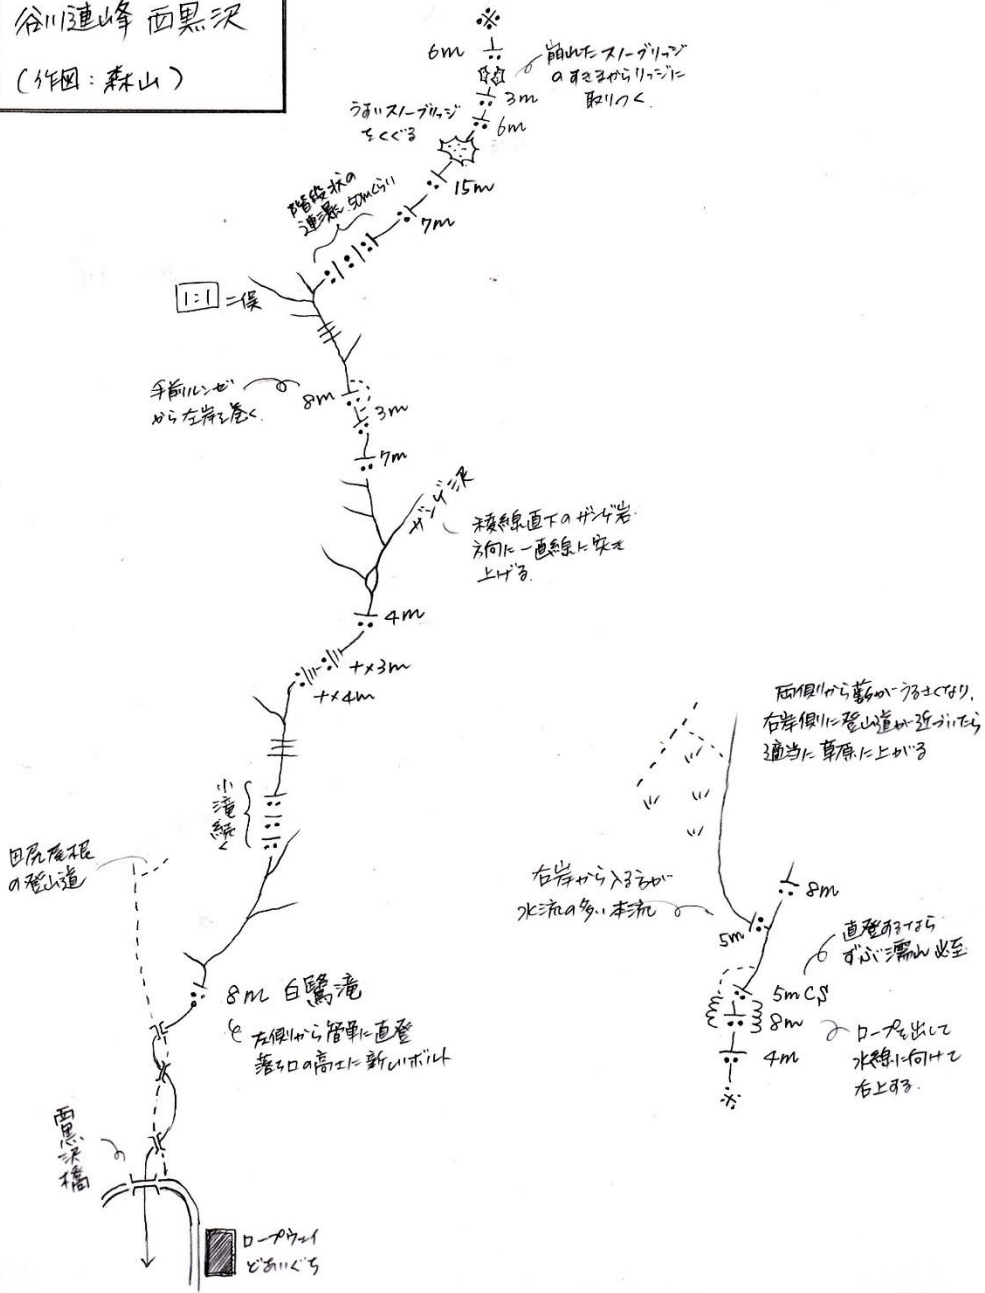 谷川連峰 西黒沢
(作図:森山)
※
6m
崩れたスノーブリッジ
のすきまからリッジに
取りつく.
3m
うすいスノーブリッジ
をくぐる
6m
15m
階段状の
連瀑.50mくらい
7m
1:1
二俣
手前ルンゼ
から左岸を巻く.
8m
3m
7m
ザンゲ沢
稜線直下のザンゲ岩
方向に一直線に突き
上げる.
4m
+×3m
+×4m
小滝続く
田尻尾根
の登山道
8m 白鷺滝
左側から簡単に直登
落ち口の高さに新しいボルト
西黒沢橋
ロープウェイ
どあいぐち
両側から藪がうるさくなり,
右岸側に登山道が近づいたら
適当に草原に上がる
右岸から入る方が
水流の多い本流
8m
5m
直登するなら
ずぶ濡れ必至
5mCS
8m
ロープを出して
水線に向けて
右上する.
4m
※